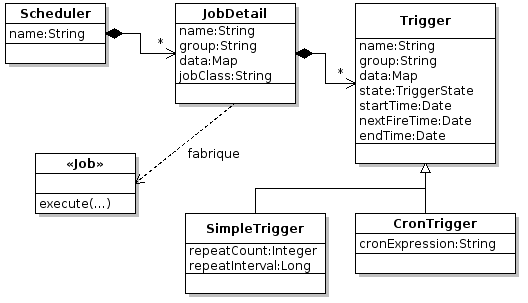 Scheduler
name:String
*
JobDetail
name:String
group:String
data:Map
jobClass:String
*
Trigger
name:String
group:String
data:Map
state:TriggerState
startTime:Date
nextFireTime:Date
endTime:Date
fabrique
«Job»
execute(...)
SimpleTrigger
repeatCount:Integer
repeatInterval:Long
CronTrigger
cronExpression:String